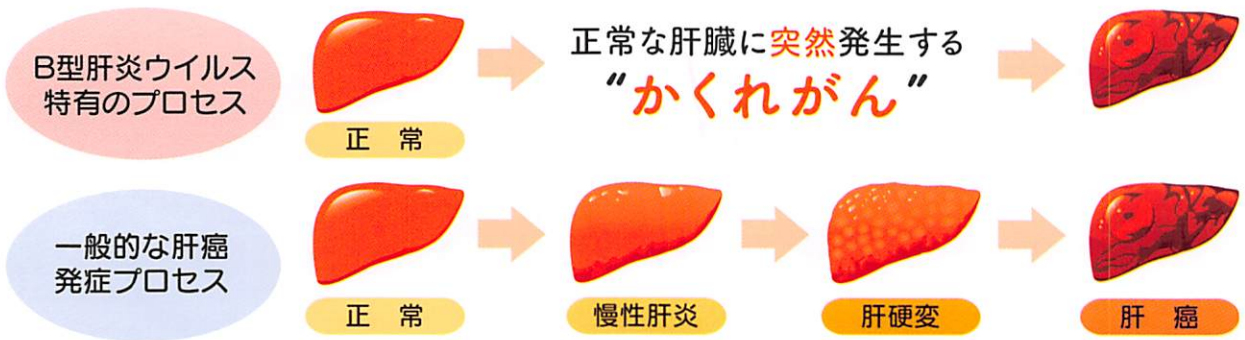 B型肝炎ウイルス
特有のプロセス
正常
正常な肝臓に突然発生する
“かくれがん”
一般的な肝癌
発症プロセス
正常
慢性肝炎
肝硬変
肝癌